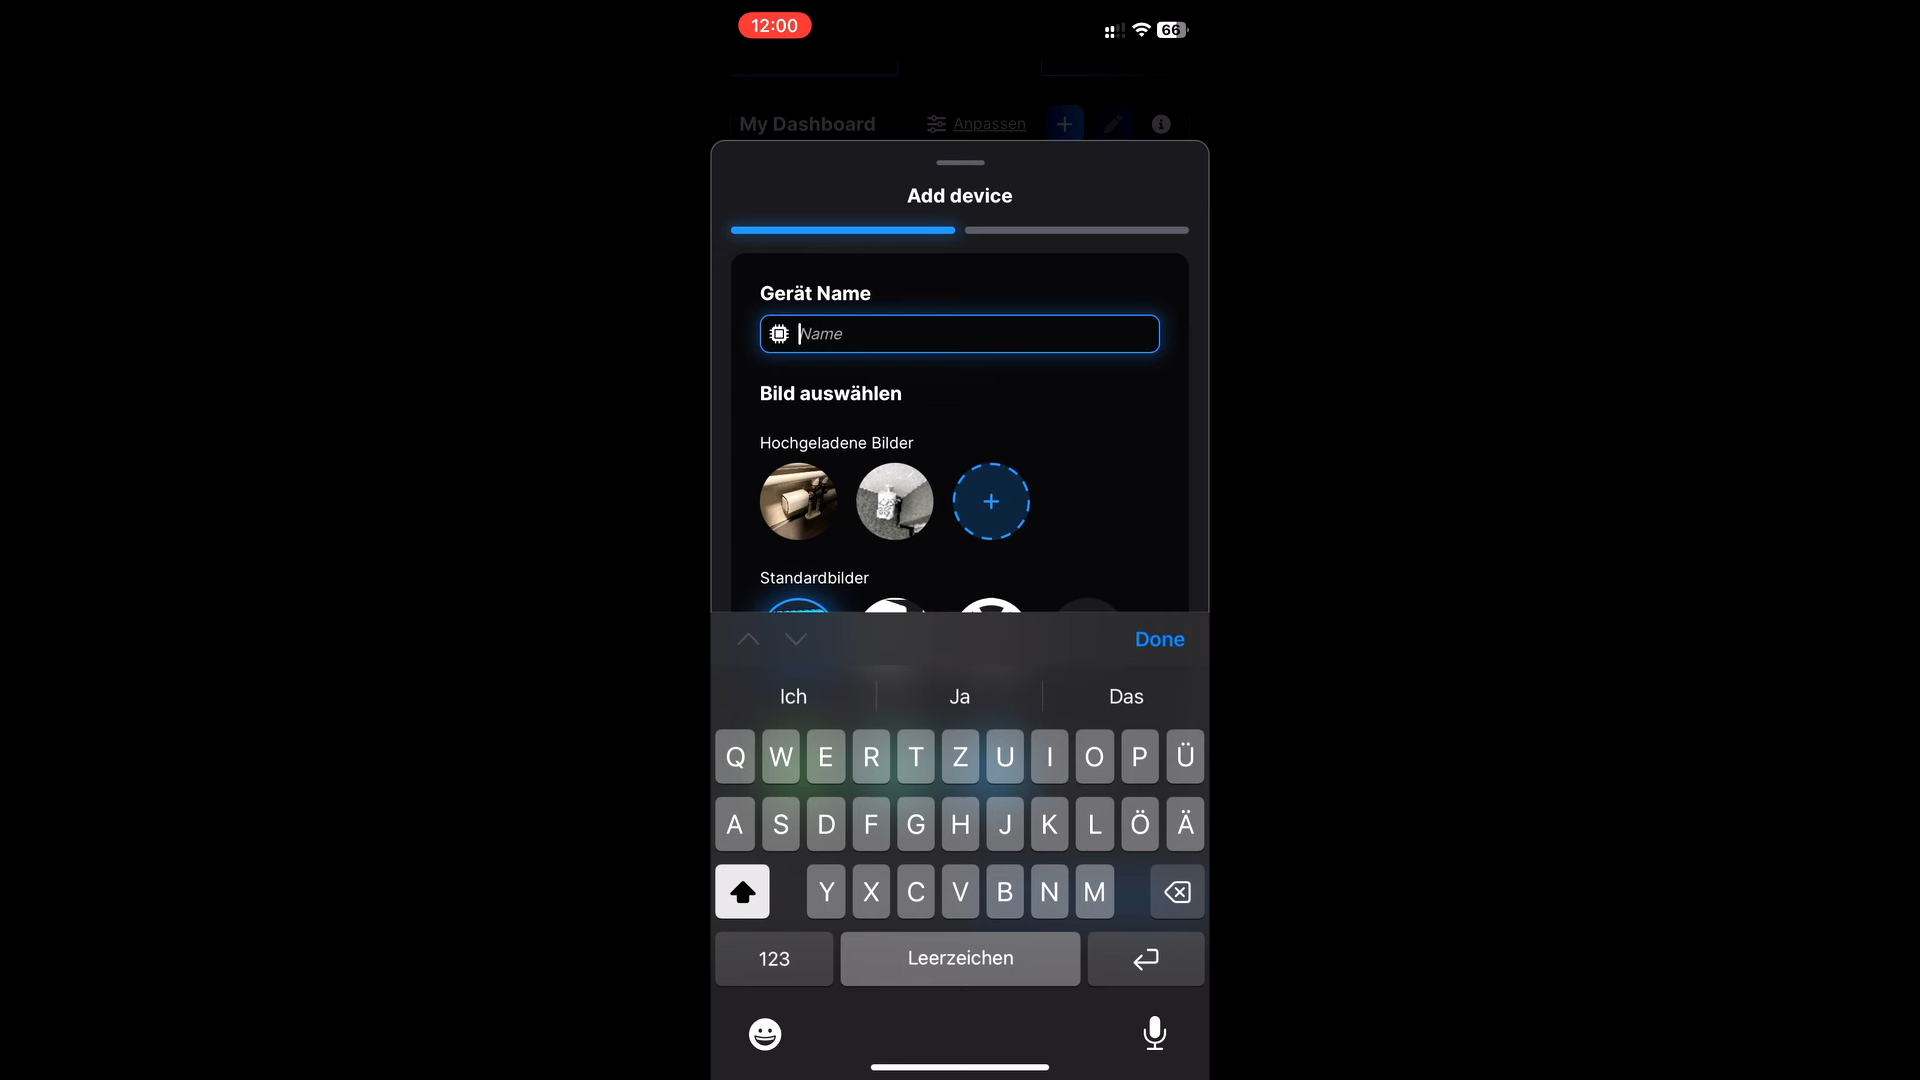 12:00
66
My Dashboard
Anpassen
Add device
Gerät Name
Name
Bild auswählen
Hochgeladene Bilder
Standardbilder
Done
Ich Ja Das
Q W E R T Z U I O P Ü
A S D F G H J K L Ö Ä
Y X C V B N M
123 Leerzeichen